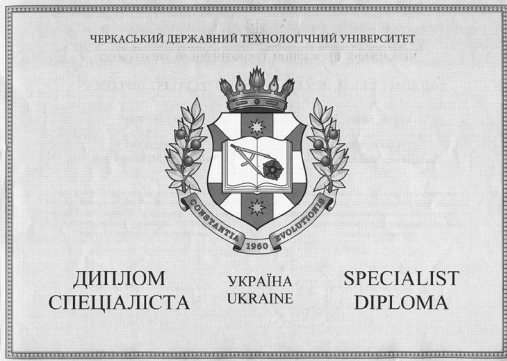 ЧЕРКАСЬКИЙ ДЕРЖАВНИЙ ТЕХНОЛОГІЧНИЙ УНІВЕРСИТЕТ
CONSTANTIA 1960 EVOLUTIONIS
ДИПЛОМ
СПЕЦІАЛІСТА
УКРАЇНА
UKRAINE
SPECIALIST
DIPLOMA